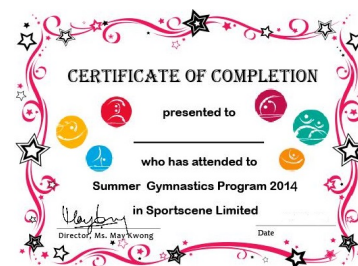 CERTIFICATE OF COMPLETION
presented to
who has attended to
Summer Gymnastics Program 2014
in Sportscene Limited
Director, Ms. May Kwong
Date